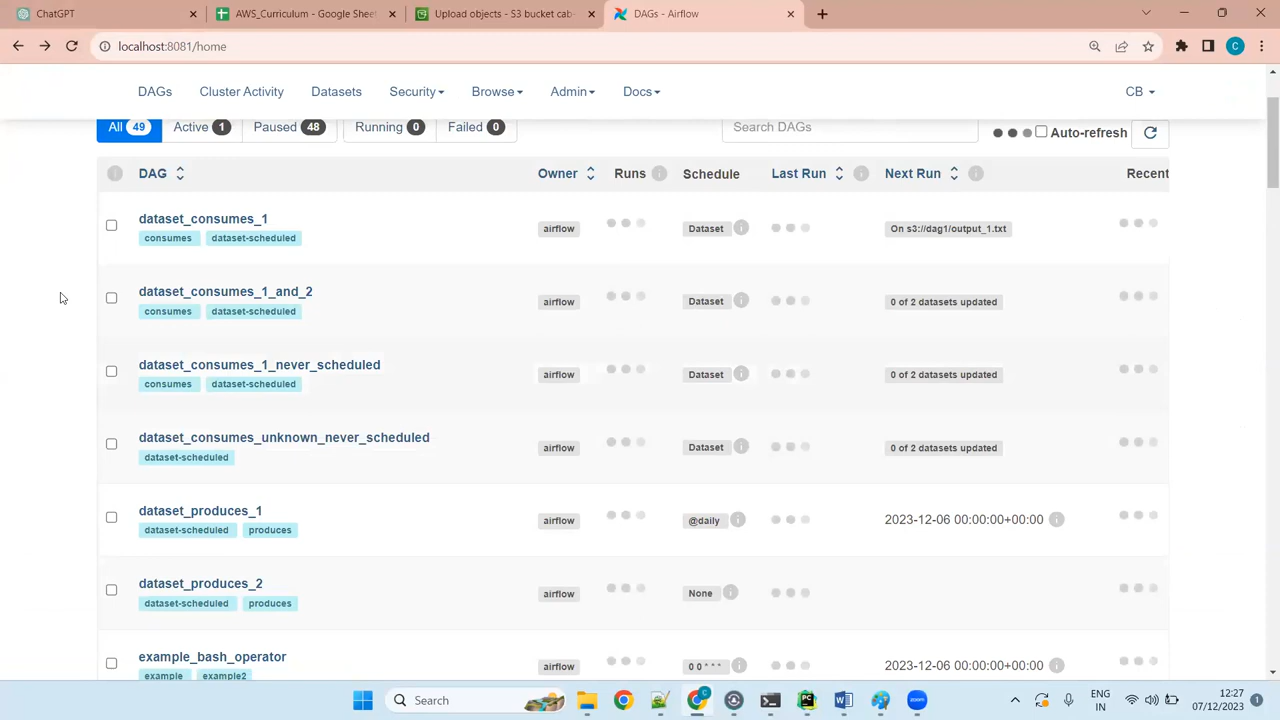 ChatGPT
AWS_Curriculum - Google Sheet
Upload objects - S3 bucket cab-
DAGs - Airflow
localhost:8081/home
C
DAGs
Cluster Activity
Datasets
Security
Browse
Admin
Docs
CB
All 49
Active 1
Paused 48
Running 0
Failed 0
Search DAGs
Auto-refresh
DAG
Owner
Runs
Schedule
Last Run
Next Run
Recent
dataset_consumes_1
consumes dataset-scheduled
airflow
Dataset
On s3://dag1/output_1.txt
dataset_consumes_1_and_2
consumes dataset-scheduled
airflow
Dataset
0 of 2 datasets updated
dataset_consumes_1_never_scheduled
consumes dataset-scheduled
airflow
Dataset
0 of 2 datasets updated
dataset_consumes_unknown_never_scheduled
dataset-scheduled
airflow
Dataset
0 of 2 datasets updated
dataset_produces_1
dataset-scheduled produces
airflow
@daily
2023-12-06 00:00:00+00:00
dataset_produces_2
dataset-scheduled produces
airflow
None
example_bash_operator
example example2
airflow
0 0 * * *
2023-12-06 00:00:00+00:00
Search
C
PC
W
zoom
ENG
IN
12:27
07/12/2023
1